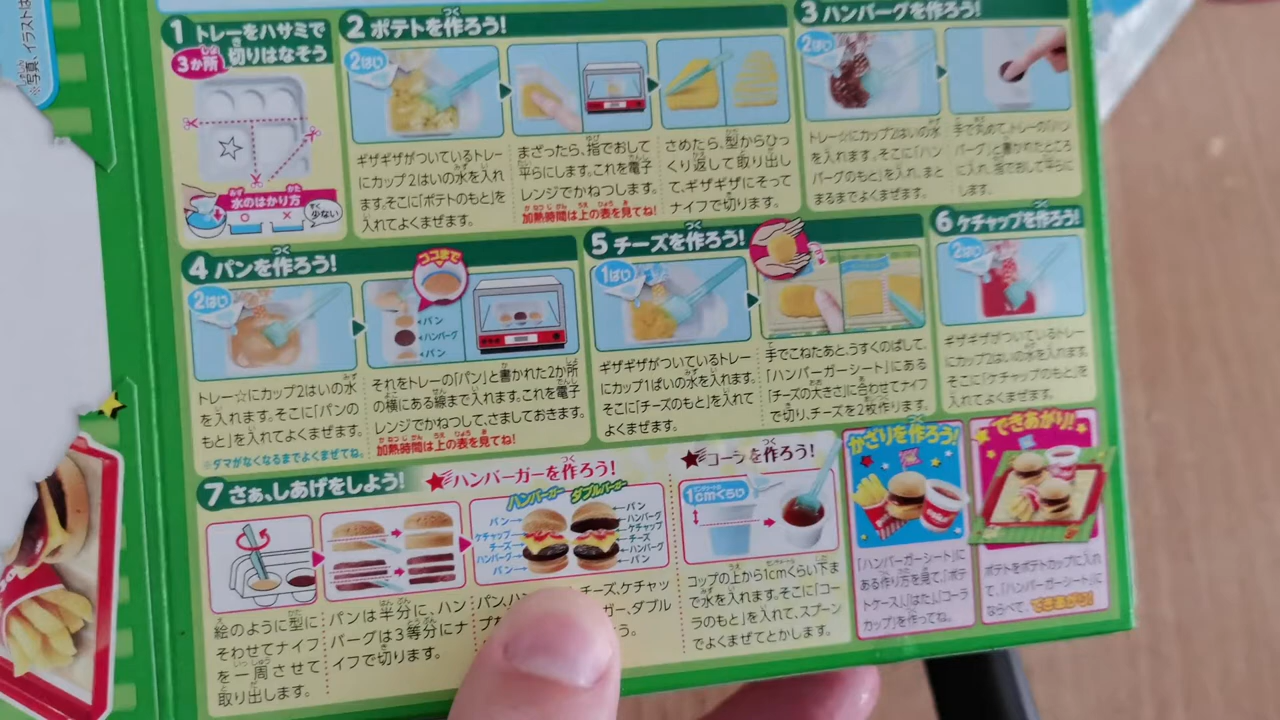 ※写真、イラストは
1 トレーをハサミで
切りはなそう
3か所
水のはかり方
○ × 少ない
2 ポテトを作ろう!
2はい
ギザギザがついているトレー
にカップ2はいの水を入れ
ます。そこに「ポテトのもと」を
入れてよくまぜます。
まざったら、指でおして
平らにします。これを電子
レンジでかねつします。
加熱時間は上の表を見てね!
さめたら、型からひっ
くり返して取り出し
て、ギザギザにそって
ナイフで切ります。
3 ハンバーグを作ろう!
2はい
トレー☆にカップ2はいの水
を入れます。そこに「ハン
バーグのもと」を入れ、まと
まるまでよくまぜます。
手で丸めて、トレーの「ハン
バーグ」と書かれたところ
に入れ、指でおして平らに
します。
4 パンを作ろう!
2はい
トレー☆にカップ2はいの水
を入れます。そこに「パンの
もと」を入れてよくまぜます。
※ダマがなくなるまでよくまぜてね。
ココまで
パン
ハンバーグ
パン
それをトレーの「パン」と書かれた2か所
の横にある線まで入れます。これを電子
レンジでかねつして、さましておきます。
加熱時間は上の表を見てね!
5 チーズを作ろう!
1はい
ギザギザがついているトレー
にカップ1ぱいの水を入れます。
そこに「チーズのもと」を入れて
よくまぜます。
手でこねたあと、うすくのばして、
「ハンバーガーシート」にある
「チーズの大きさ」に合わせてナイフ
で切り、チーズを2枚作ります。
6 ケチャップを作ろう!
2はい
ギザギザがついているトレー
にカップ2はいの水を入れます。
そこに「ケチャップのもと」を
入れてよくまぜます。
7 さぁ、しあげをしよう!
絵のように型に
そわせてナイフ
を一周させて
取り出します。
パンは半分に、ハン
バーグは3等分にナ
イフで切ります。
ハンバーガーを作ろう!
ハンバーガー ダブルバーガー
パン
ケチャップ
チーズ
ハンバーグ
パン
パン
ハンバーグ
ケチャップ
チーズ
ハンバーグ
パン
パン、ハン チーズ、ケチャッ
プを ガー、ダブル
う。
コーラを作ろう!
1cmくらい
コップの上から1cmくらい下ま
で水を入れます。そこに「コー
ラのもと」を入れて、スプーン
でよくまぜてとかします。
かざりを作ろう!
「ハンバーガーシート」に
ある作り方を見て、「ポテ
トケース」、「はた」、「コーラ
カップ」を作ってね。
できあがり!
ポテトをポテトカップに入れ
て、「ハンバーガーシート」に
ならべて、できあがり!